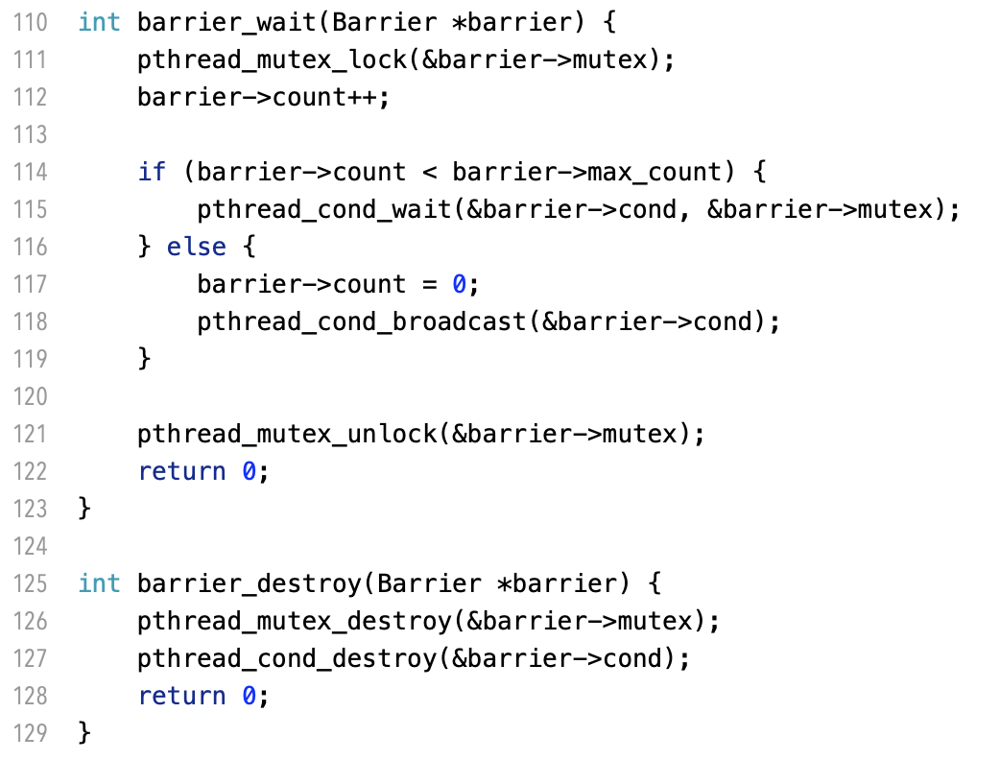 110 int barrier_wait(Barrier *barrier) {
111     pthread_mutex_lock(&barrier->mutex);
112     barrier->count++;
113
114     if (barrier->count < barrier->max_count) {
115         pthread_cond_wait(&barrier->cond, &barrier->mutex);
116     } else {
117         barrier->count = 0;
118         pthread_cond_broadcast(&barrier->cond);
119     }
120
121     pthread_mutex_unlock(&barrier->mutex);
122     return 0;
123 }
124
125 int barrier_destroy(Barrier *barrier) {
126     pthread_mutex_destroy(&barrier->mutex);
127     pthread_cond_destroy(&barrier->cond);
128     return 0;
129 }